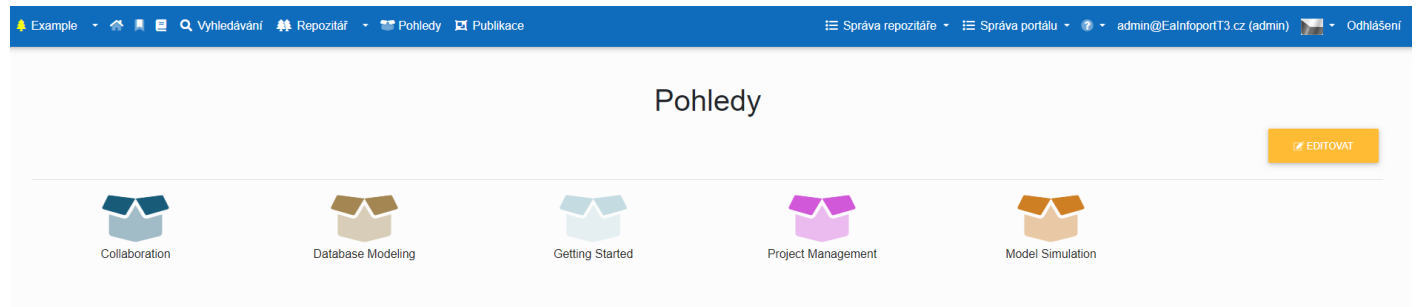 Example Vyhledávání Repozitář Pohledy Publikace Správa repozitáře Správa portálu admin@EaInfoportT3.cz (admin) Odhlášení
Pohledy
EDITOVAT
Collaboration Database Modeling Getting Started Project Management Model Simulation